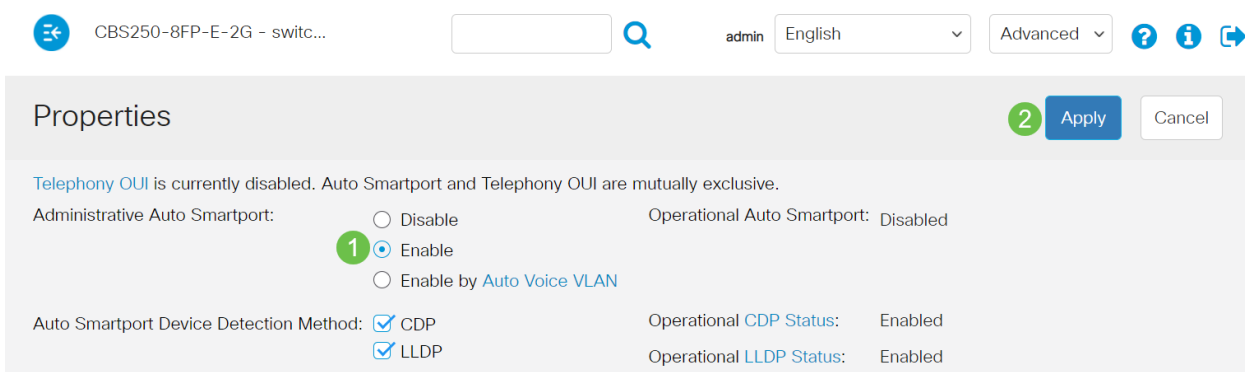 CBS250-8FP-E-2G - switc...
admin English Advanced
Properties
2 Apply Cancel
Telephony OUI is currently disabled. Auto Smartport and Telephony OUI are mutually exclusive.
Administrative Auto Smartport: Disable Operational Auto Smartport: Disabled
1 Enable
Enable by Auto Voice VLAN
Auto Smartport Device Detection Method: CDP Operational CDP Status: Enabled
LLDP Operational LLDP Status: Enabled